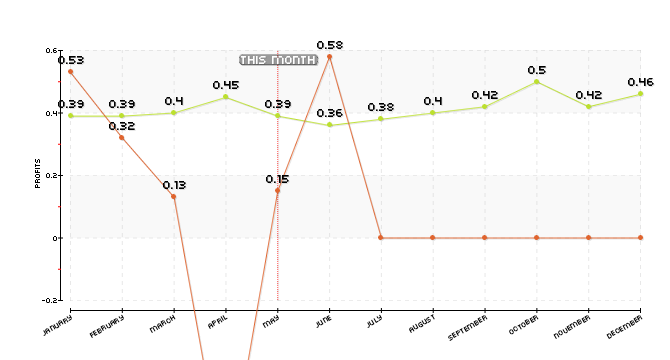 0.6
0.4
0.2
0
-0.2
PROFITS
THIS MONTH
0.53
0.32
0.13
0.15
0.58
0.39
0.39
0.4
0.45
0.39
0.36
0.38
0.4
0.42
0.5
0.42
0.46
JANUARY
FEBRUARY
MARCH
APRIL
MAY
JUNE
JULY
AUGUST
SEPTEMBER
OCTOBER
NOVEMBER
DECEMBER